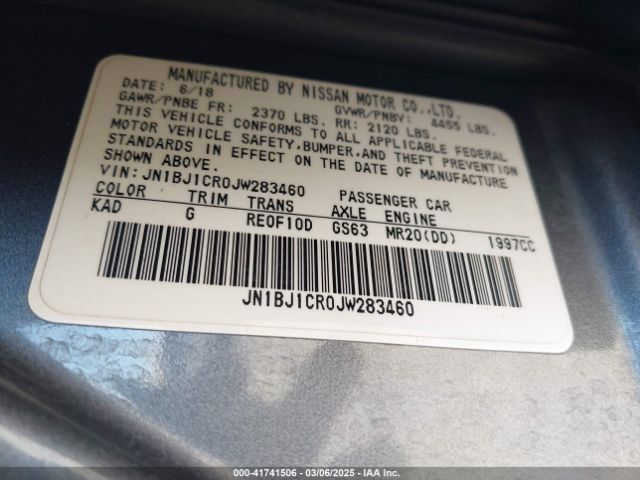 MANUFACTURED BY NISSAN MOTOR CO.,LTD.
DATE: 6/18 GVWR/PNBV: 4455 LBS.
GAWR/PNBE FR: 2370 LBS. RR: 2120 LBS.
THIS VEHICLE CONFORMS TO ALL APPLICABLE FEDERAL
MOTOR VEHICLE SAFETY,BUMPER,AND THEFT PREVENTION
STANDARDS IN EFFECT ON THE DATE OF MANUFACTURE
SHOWN ABOVE.
VIN:JN1BJ1CR0JW283460 PASSENGER CAR
COLOR TRIM TRANS AXLE ENGINE
KAD G RE0F10D GS63 MR20(DD) 1997CC
JN1BJ1CR0JW283460
000-41741506 — 03/06/2025 — IAA Inc.